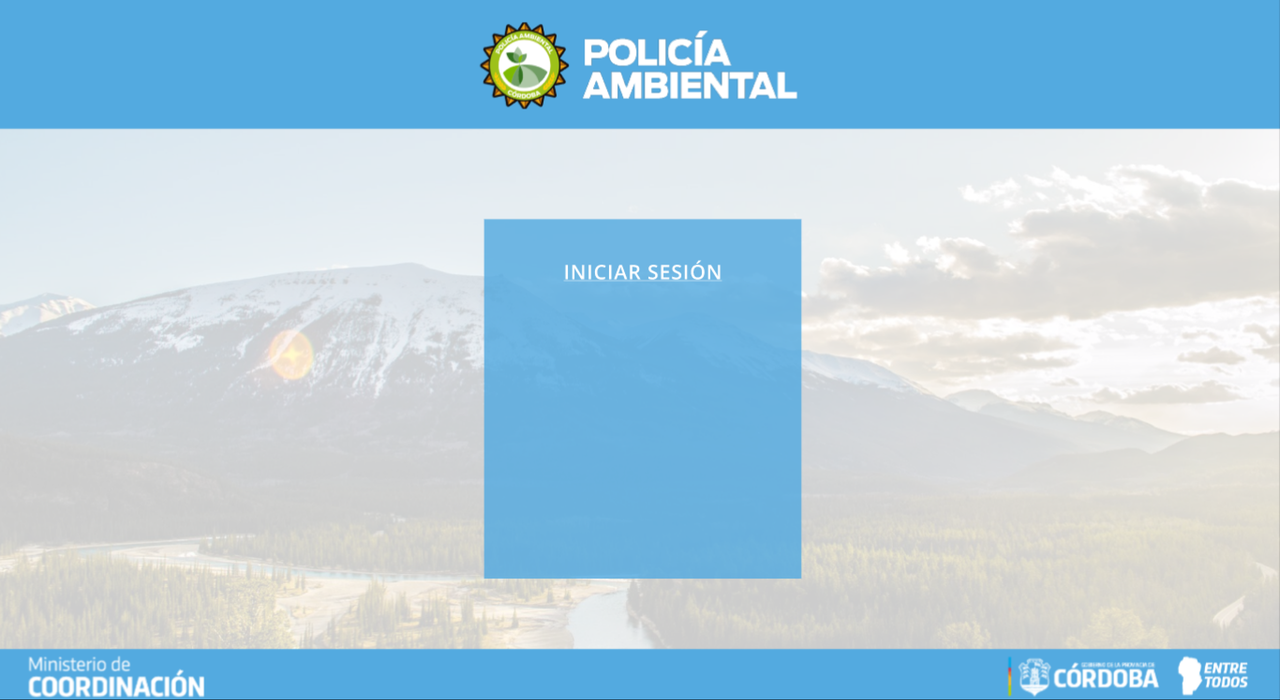 POLICÍA AMBIENTAL
CÓRDOBA
POLICÍA
AMBIENTAL
INICIAR SESIÓN
Ministerio de
COORDINACIÓN
GOBIERNO DE LA PROVINCIA DE
CÓRDOBA
ENTRE
TODOS